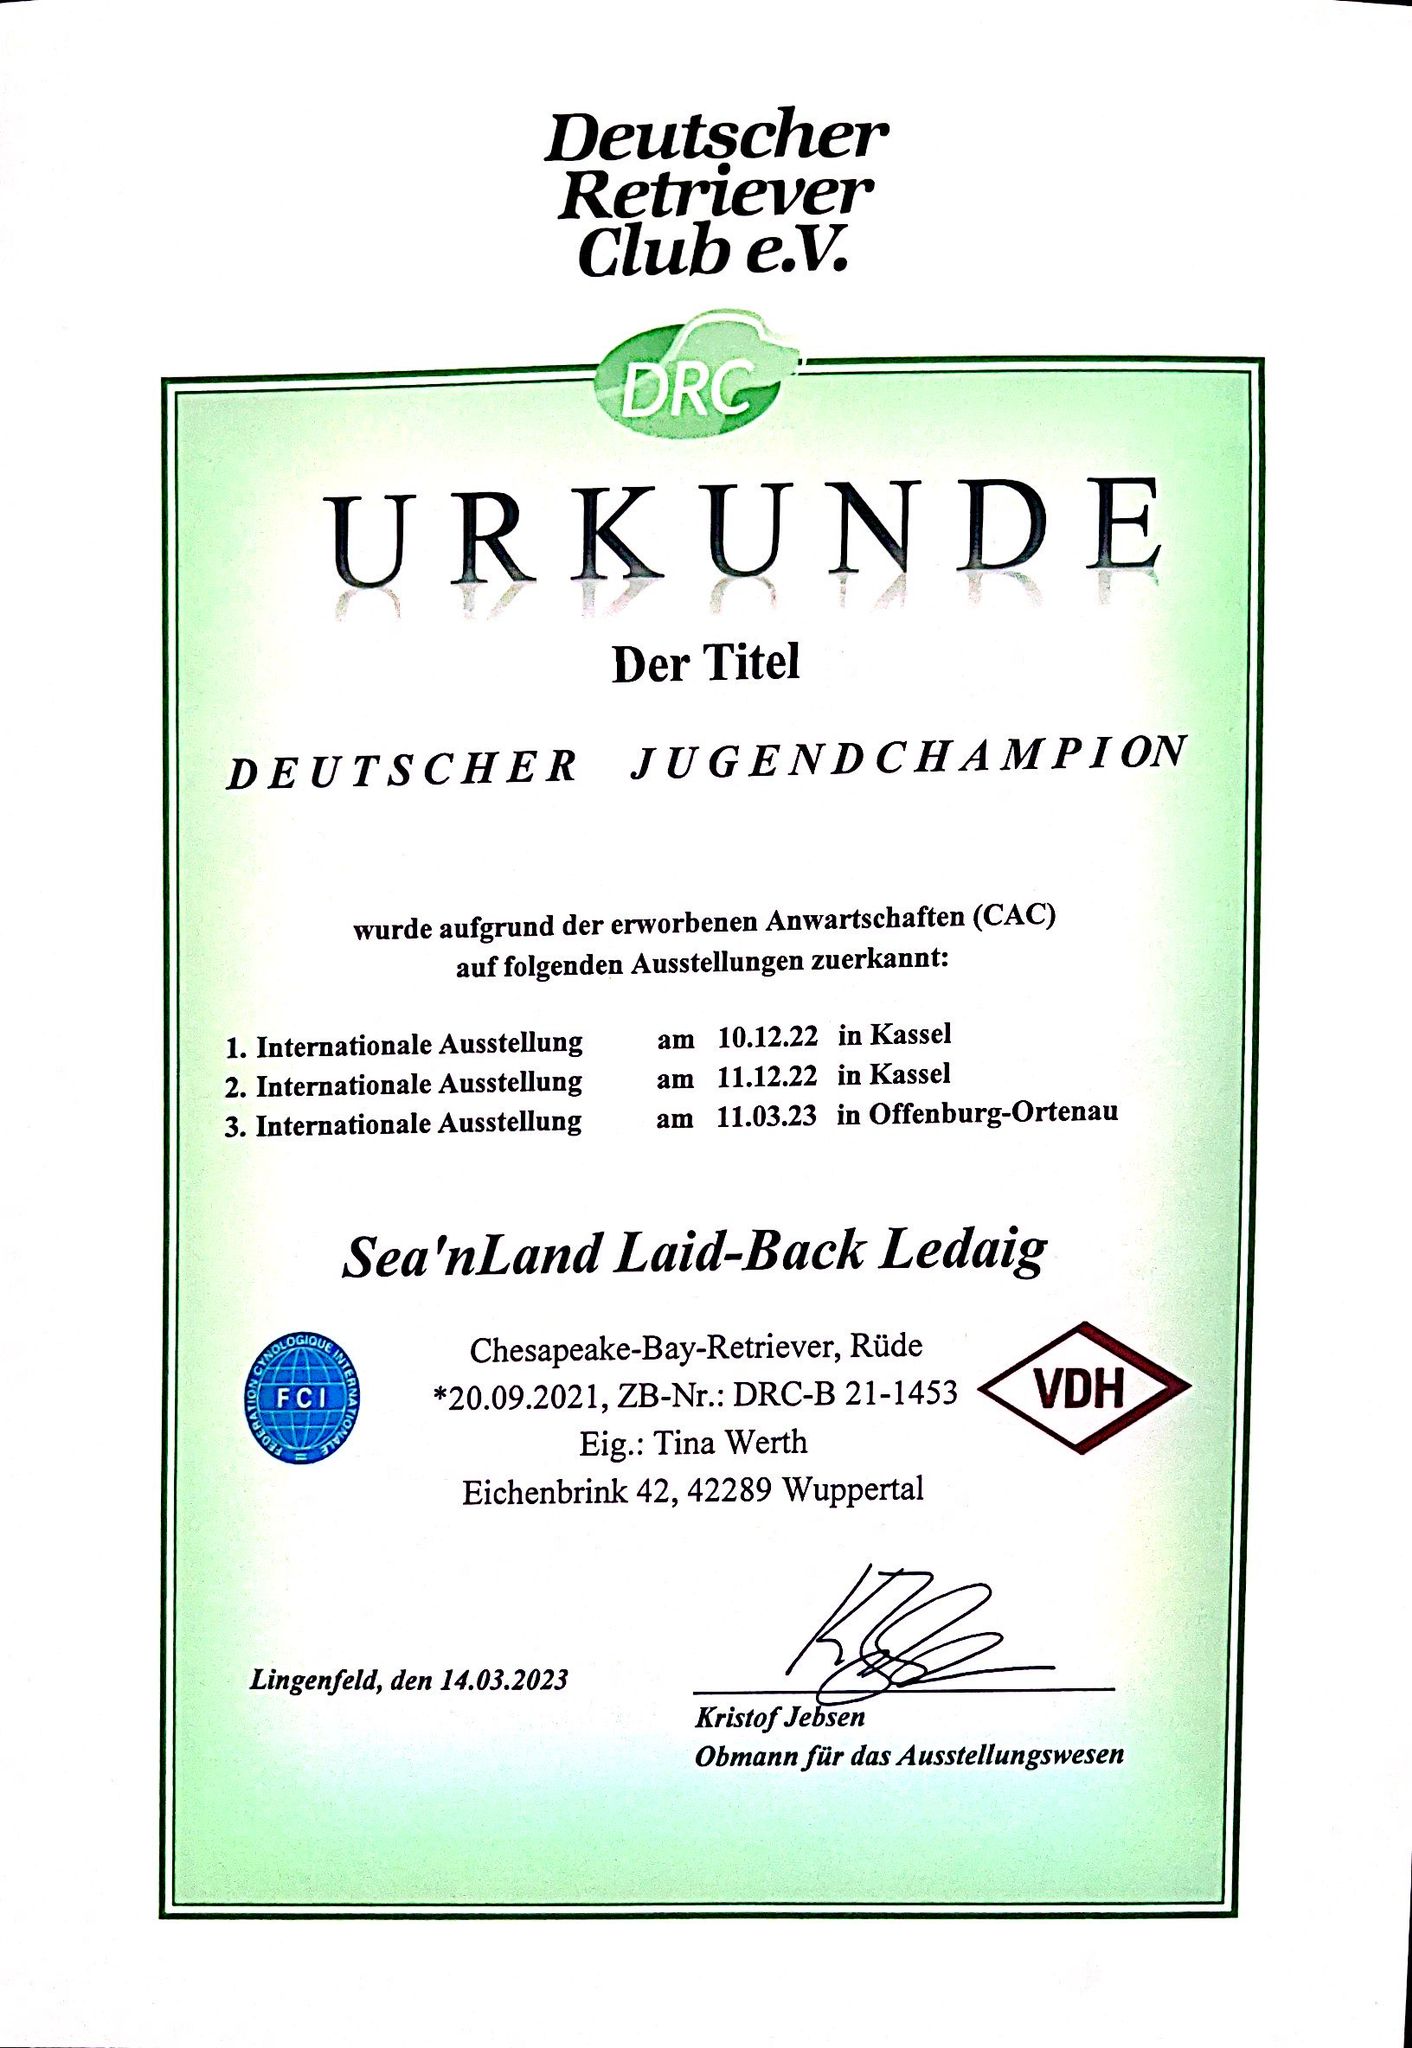 Deutscher
Retriever
Club e.V.
DRC
URKUNDE
Der Titel
DEUTSCHER JUGENDCHAMPION
wurde aufgrund der erworbenen Anwartschaften (CAC)
auf folgenden Ausstellungen zuerkannt:
1. Internationale Ausstellung am 10.12.22 in Kassel
2. Internationale Ausstellung am 11.12.22 in Kassel
3. Internationale Ausstellung am 11.03.23 in Offenburg-Ortenau
Sea'nLand Laid-Back Ledaig
Chesapeake-Bay-Retriever, Rüde
*20.09.2021, ZB-Nr.: DRC-B 21-1453
Eig.: Tina Werth
Eichenbrink 42, 42289 Wuppertal
FEDERATION CYNOLOGIQUE INTERNATIONALE
FCI
VDH
Lingenfeld, den 14.03.2023
Kristof Jebsen
Obmann für das Ausstellungswesen